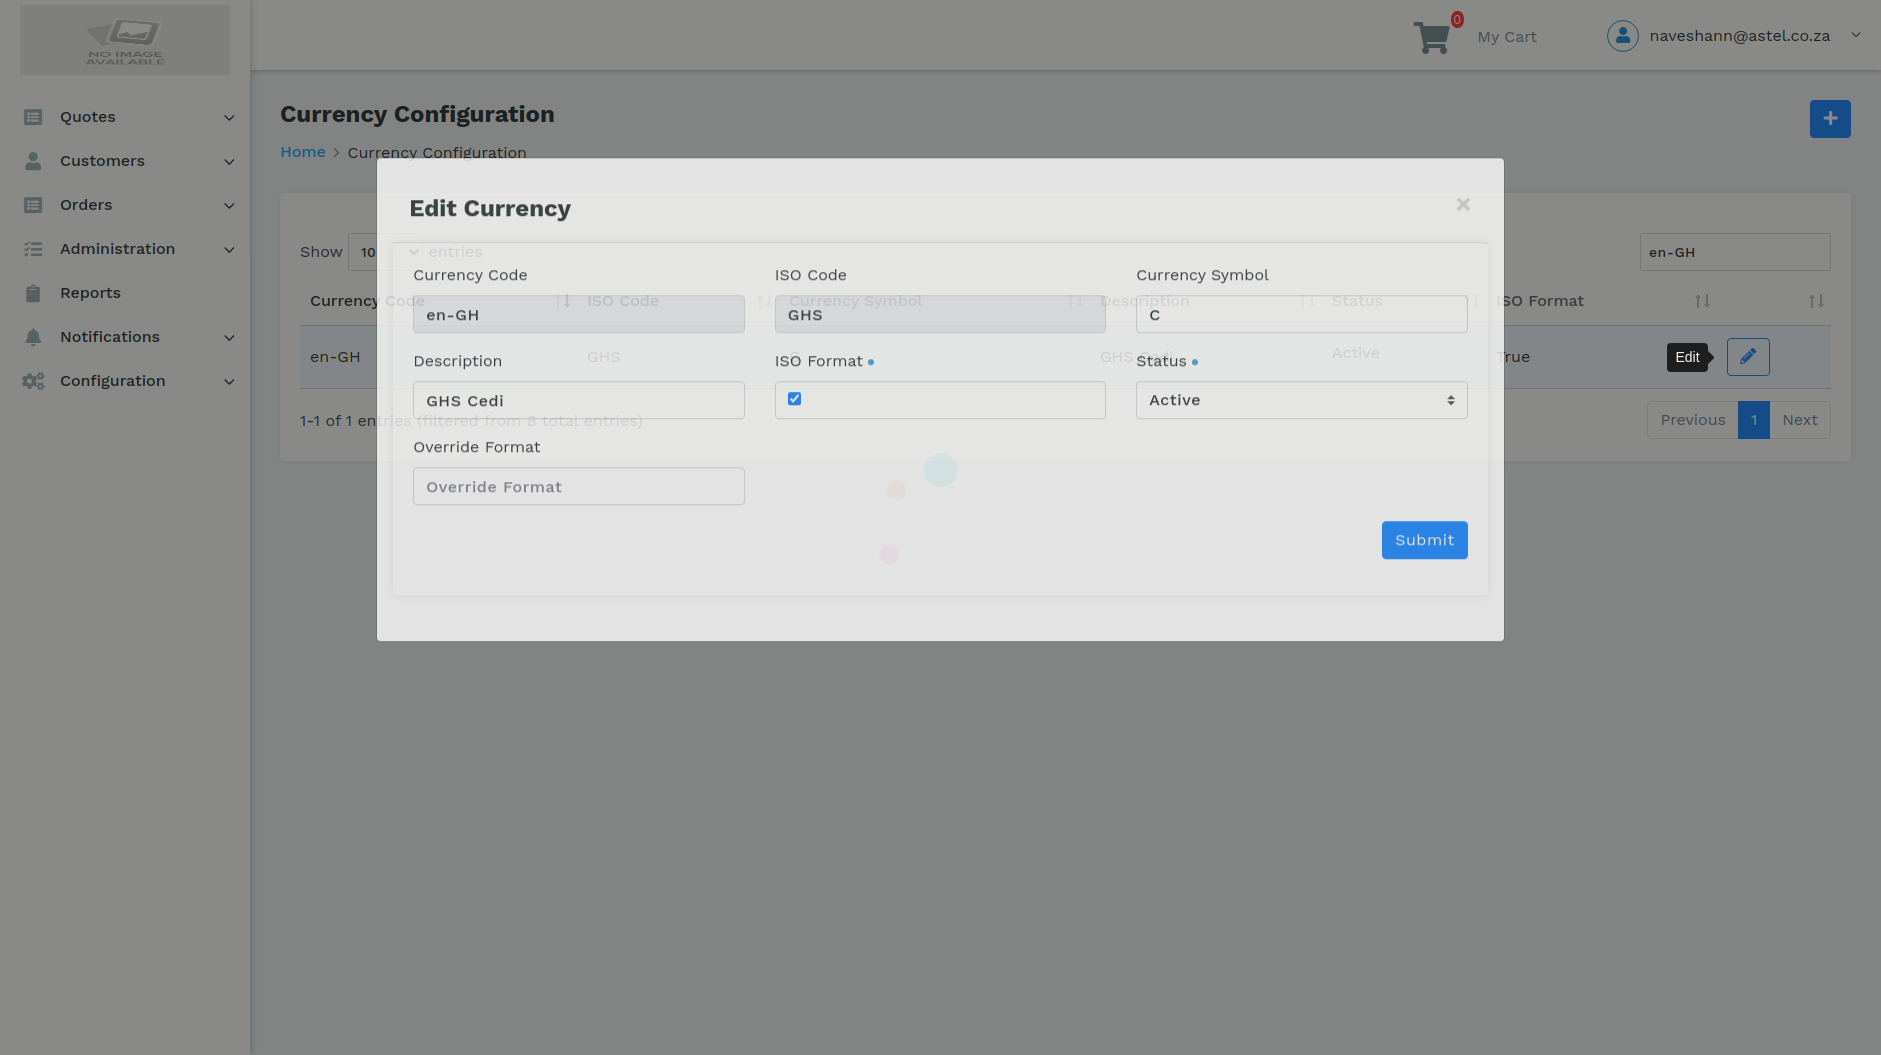 NO IMAGE
AVAILABLE
0
My Cart
naveshann@astel.co.za
Quotes
Customers
Orders
Administration
Reports
Notifications
Configuration
Currency Configuration
Home > Currency Configuration
Show 10 entries
en-GH
Currency Code ISO Code Currency Symbol Description Status ISO Format
en-GH GHS C GHS Cedi Active True
Edit
1-1 of 1 entries (filtered from 8 total entries)
Previous 1 Next
Edit Currency
×
Currency Code ISO Code Currency Symbol
en-GH GHS C
Description ISO Format Status
GHS Cedi Active
Override Format
Override Format
Submit